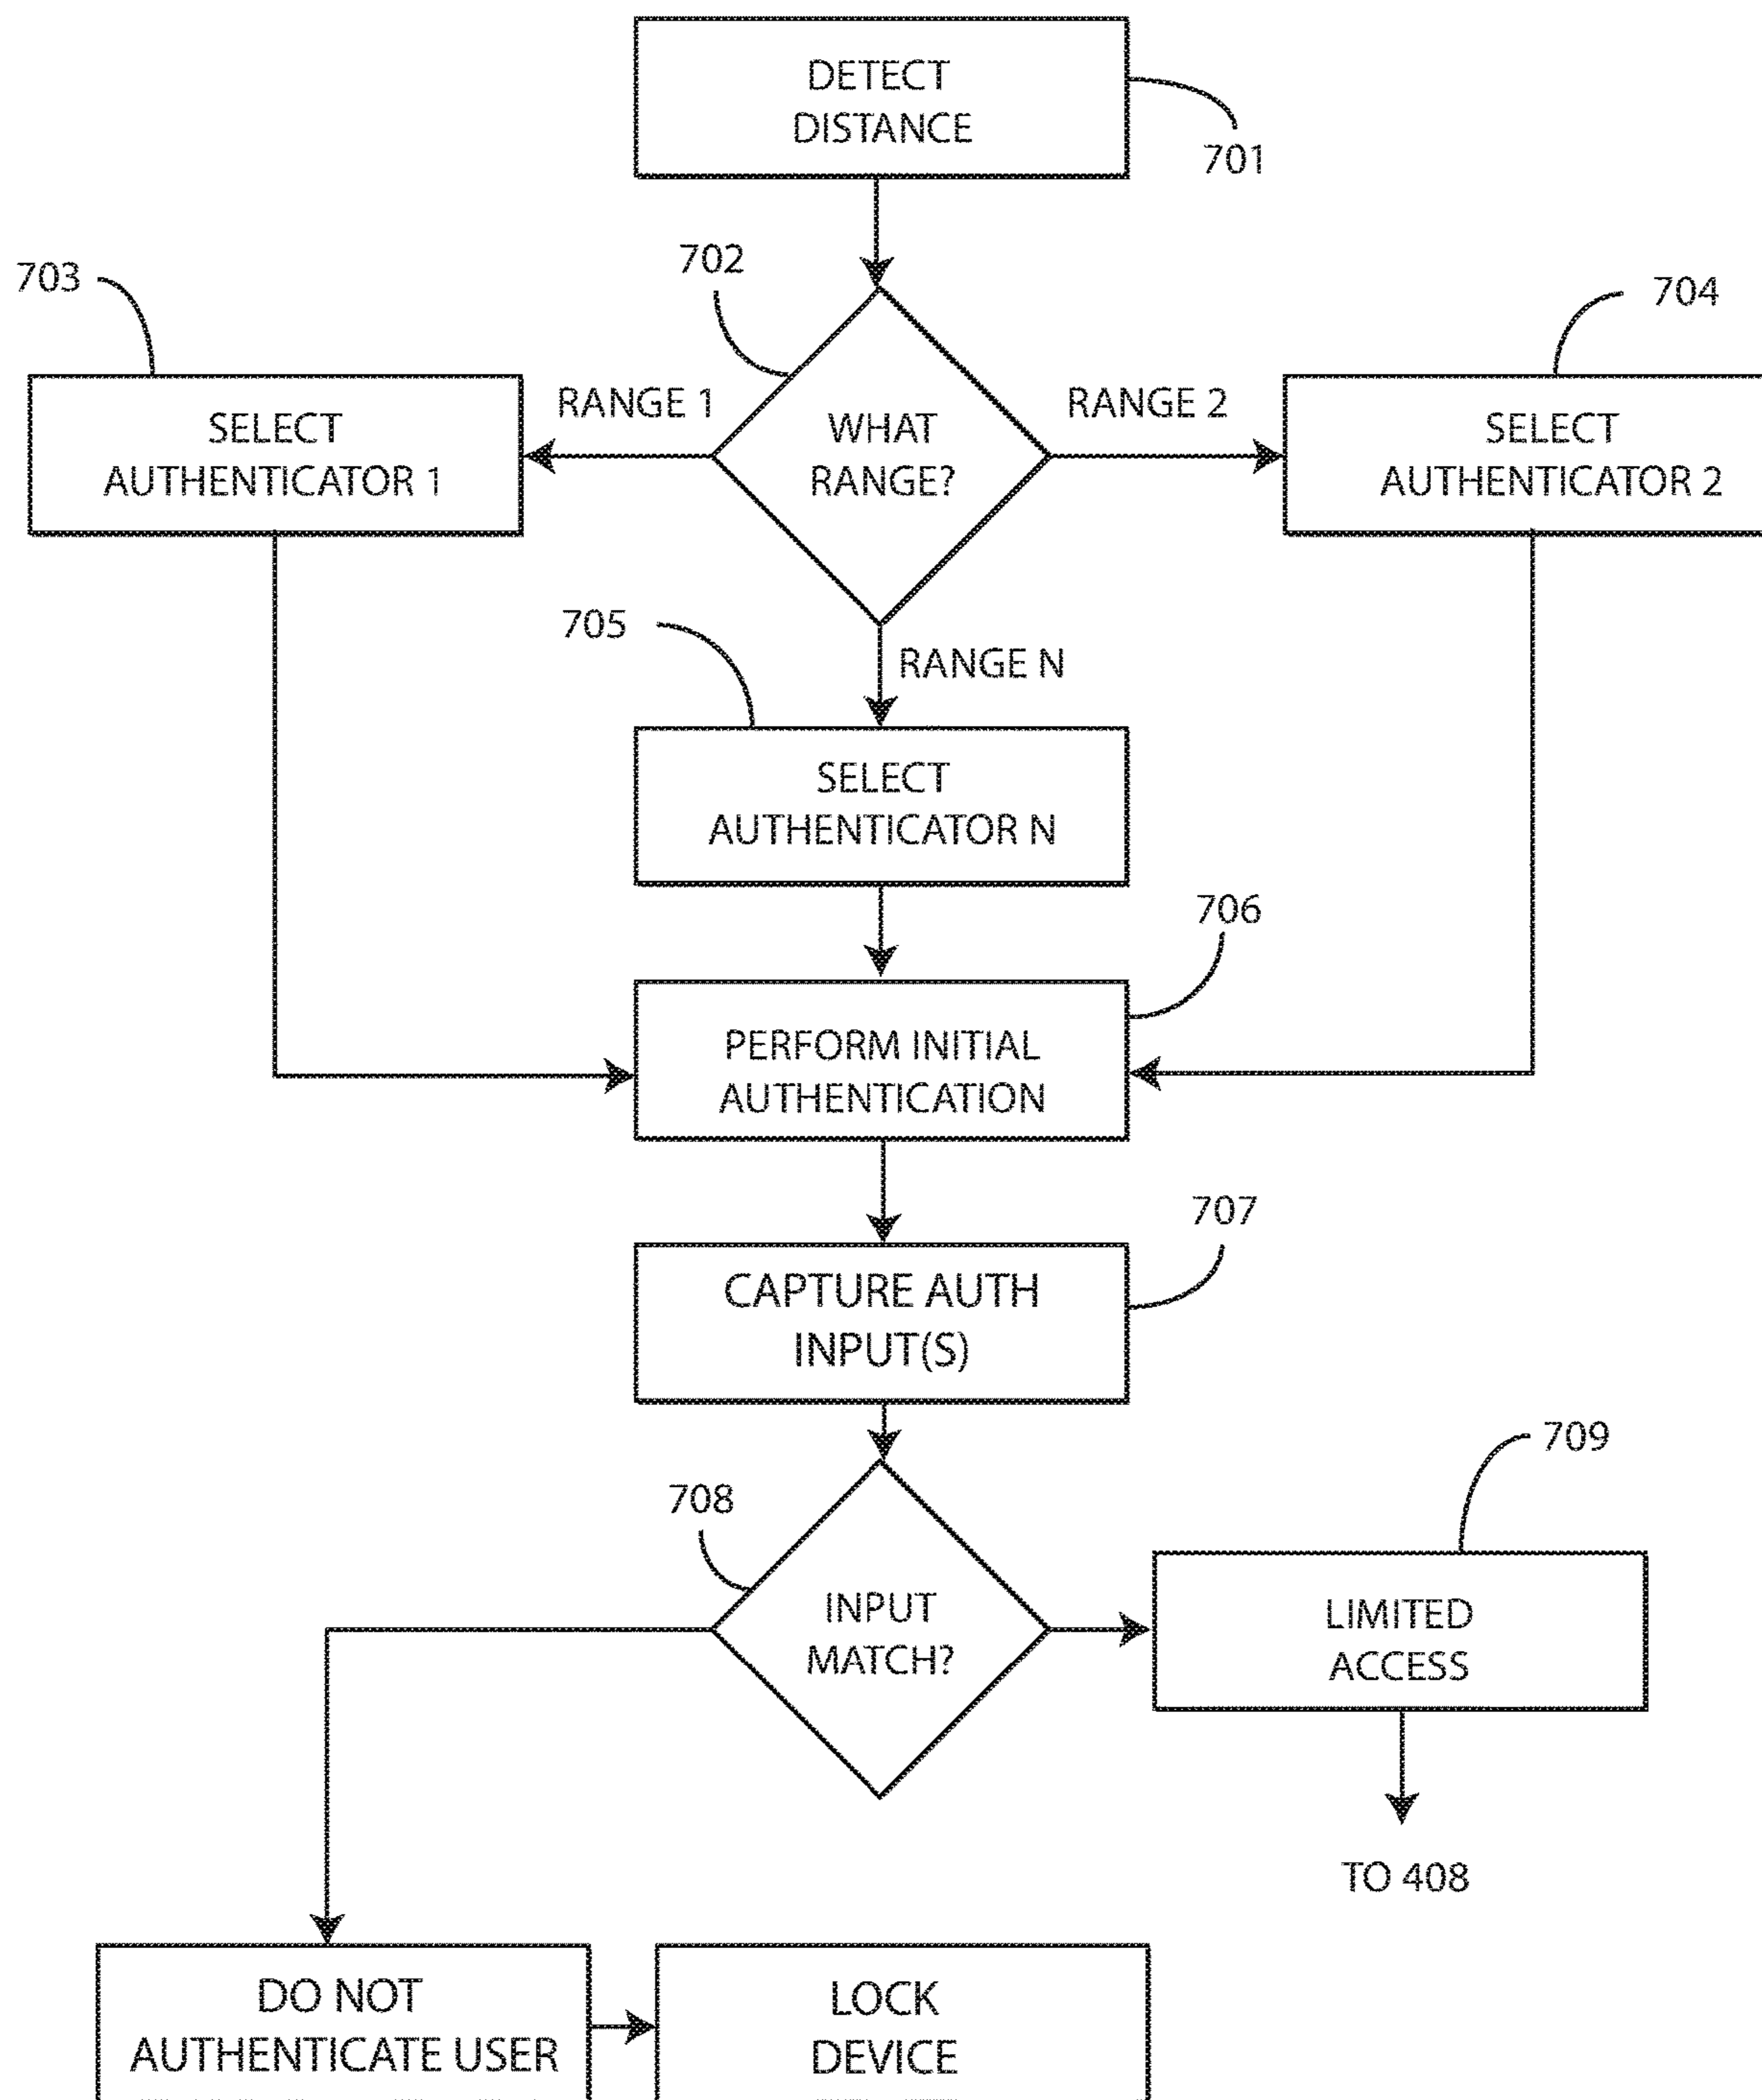 DETECT
DISTANCE
701
702
703
704
RANGE 1
RANGE 2
SELECT
AUTHENTICATOR 1
WHAT
RANGE?
SELECT
AUTHENTICATOR 2
705
RANGE N
SELECT
AUTHENTICATOR N
706
PERFORM INITIAL
AUTHENTICATION
707
CAPTURE AUTH
INPUT(S)
709
708
INPUT
MATCH?
LIMITED
ACCESS
TO 408
DO NOT
AUTHENTICATE USER
LOCK
DEVICE